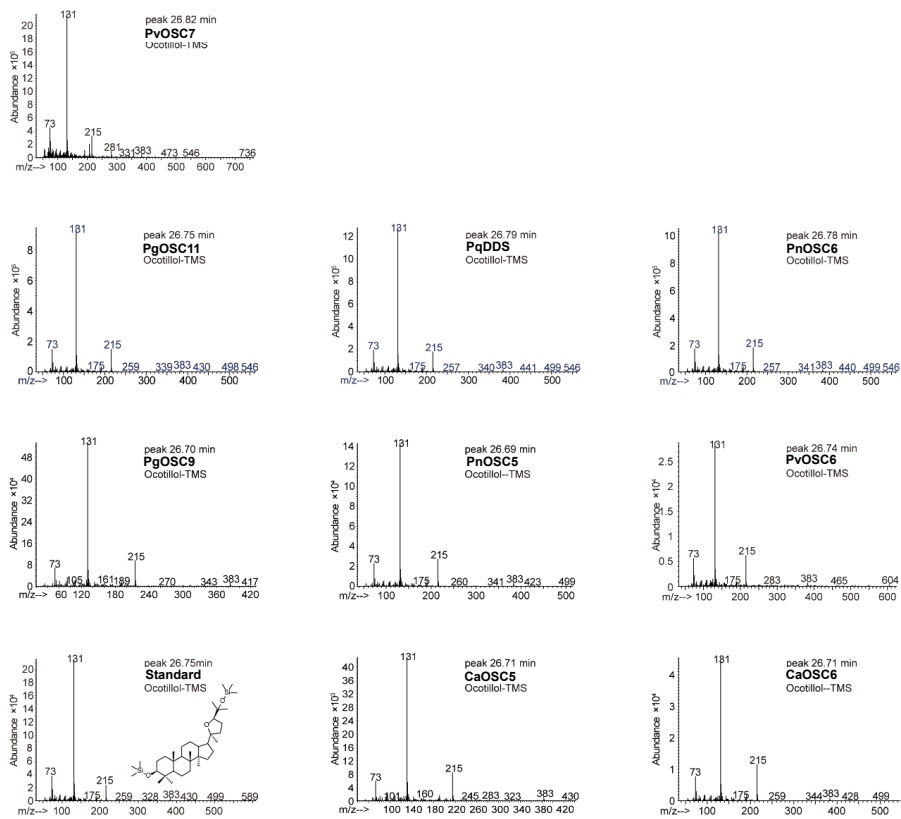 peak 26.82 min
PvOSC7
Ocotillol-TMS
Abundance ×10⁵
20
18
16
14
12
10
8
6
4
2
0
131
73
215
281
331
383
473 546
736
m/z--> 100 200 300 400 500 600 700
peak 26.75 min
PgOSC11
Ocotillol-TMS
Abundance ×10⁵
8
6
4
2
0
131
73
215
175
259
339 383 430
498 546
m/z--> 100 200 300 400 500
peak 26.79 min
PqDDS
Ocotillol-TMS
Abundance ×10⁵
12
10
8
6
4
2
0
131
73
215
175
257
340 383
441 499 546
m/z--> 100 200 300 400 500
peak 26.78 min
PnOSC6
Ocotillol-TMS
Abundance ×10⁵
10
8
6
4
2
0
131
73
215
175
257
341 383
440 499 546
m/z--> 100 200 300 400 500
peak 26.70 min
PgOSC9
Ocotillol-TMS
Abundance ×10⁴
48
40
32
24
16
8
0
131
73
215
105
161 189
270
343
383 417
m/z--> 60 100 140 180 220 260 300 340 380 420
peak 26.69 min
PnOSC5
Ocotillol--TMS
Abundance ×10⁴
14
12
10
8
6
4
2
0
131
73
215
175
260
341 383 423
499
m/z--> 100 200 300 400 500
peak 26.74 min
PvOSC6
Ocotillol-TMS
Abundance ×10⁴
2.5
2
1.5
1
0.5
0
131
73
215
175
283
383
465
604
m/z--> 100 200 300 400 500 600
peak 26.75min
Standard
Ocotillol-TMS
Abundance ×10⁴
20
18
16
14
12
10
8
6
4
2
0
131
73
215
175
259
328 383 430
499
589
Si
O
O
SiO
m/z--> 100 200 300 400 500
peak 26.71 min
CaOSC5
Ocotillol-TMS
Abundance ×10³
40
36
32
28
24
20
16
12
8
4
0
131
73
215
101
160
245 283 323
383 430
m/z--> 100 140 180 220 260 300 340 380 420
peak 26.71 min
CaOSC6
Ocotillol--TMS
Abundance ×10⁴
4
3
2
1
0
131
73
215
175
259
344 383 428
499
m/z--> 100 200 300 400 500